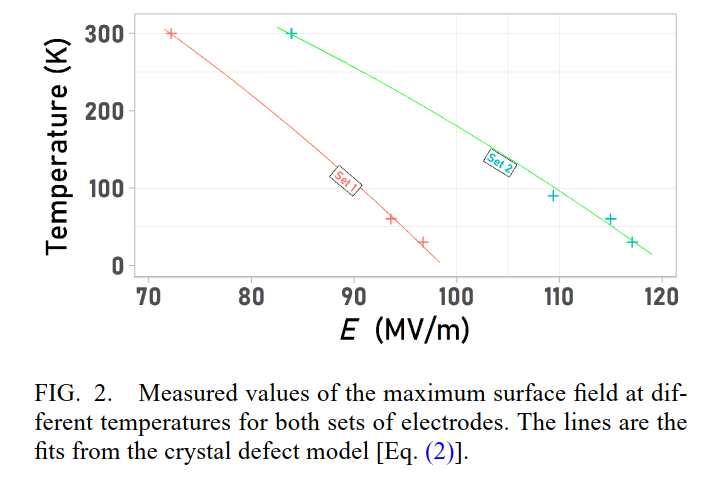 300
200
100
0
Temperature (K)
Set 1
Set 2
70 80 90 100 110 120
E (MV/m)
FIG. 2. Measured values of the maximum surface field at dif-
ferent temperatures for both sets of electrodes. The lines are the
fits from the crystal defect model [Eq. (2)].